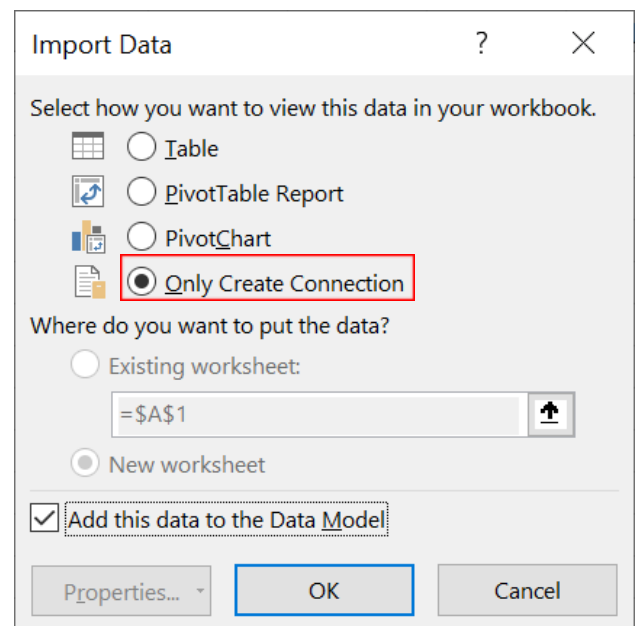 Import Data ?
Select how you want to view this data in your workbook.
Table
PivotTable Report
PivotChart
Only Create Connection
Where do you want to put the data?
Existing worksheet:
=$A$1
New worksheet
Add this data to the Data Model
Properties... OK Cancel